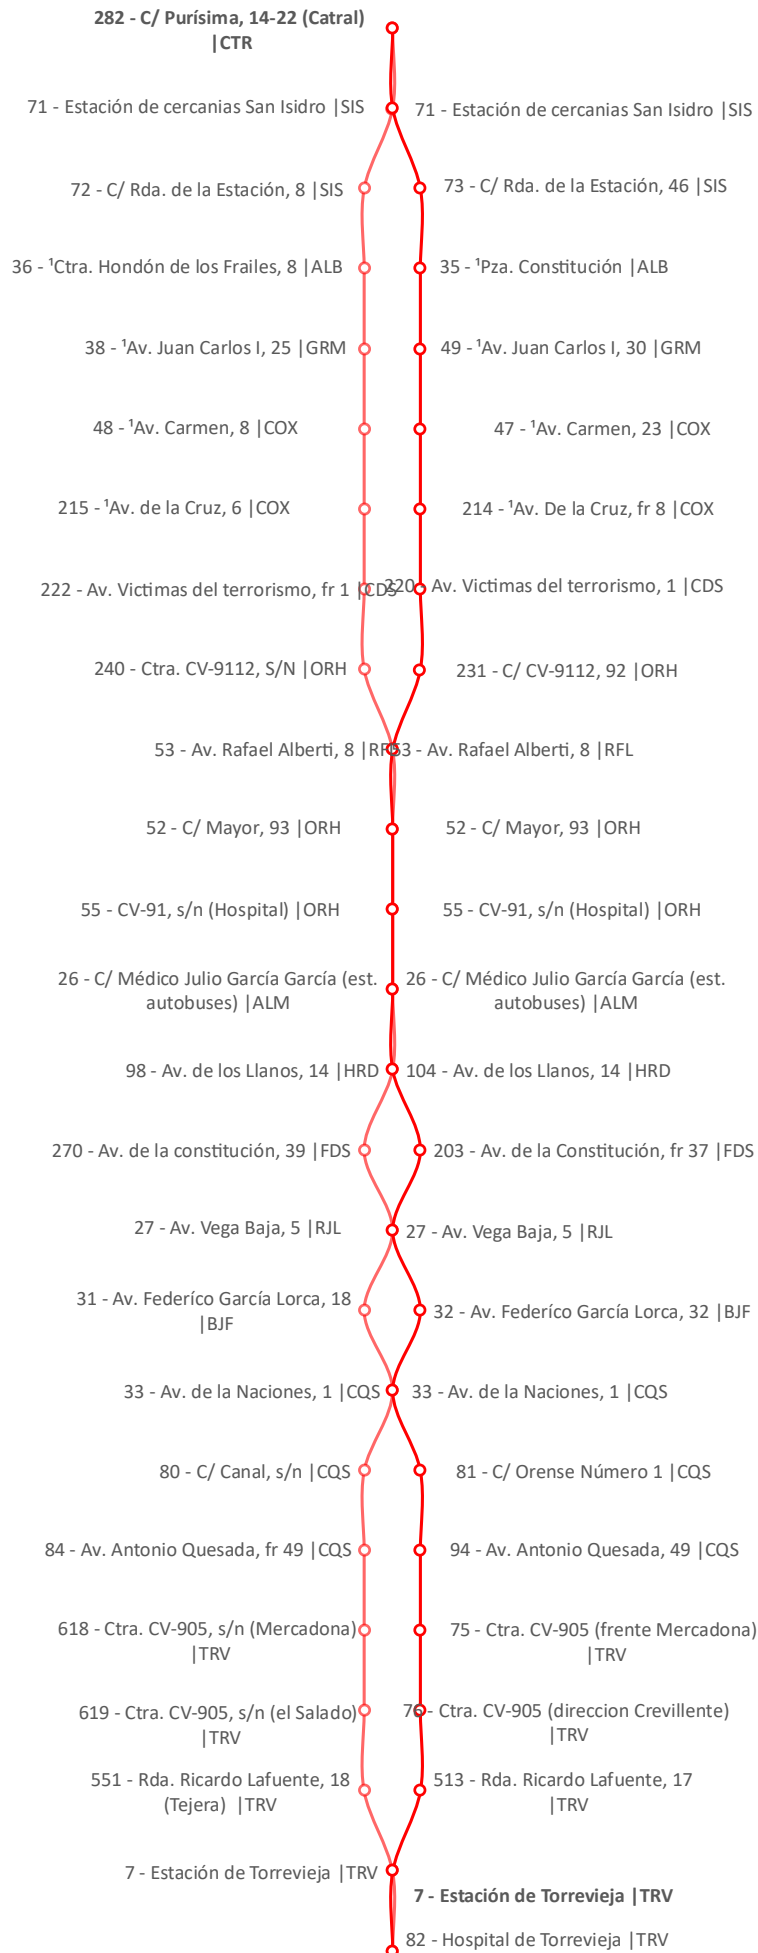 282 - C/ Purísima, 14-22 (Catral)
|CTR
71 - Estación de cercanias San Isidro |SIS
71 - Estación de cercanias San Isidro |SIS
72 - C/ Rda. de la Estación, 8 |SIS
73 - C/ Rda. de la Estación, 46 |SIS
36 - ¹Ctra. Hondón de los Frailes, 8 |ALB
35 - ¹Pza. Constitución |ALB
38 - ¹Av. Juan Carlos I, 25 |GRM
49 - ¹Av. Juan Carlos I, 30 |GRM
48 - ¹Av. Carmen, 8 |COX
47 - ¹Av. Carmen, 23 |COX
215 - ¹Av. de la Cruz, 6 |COX
214 - ¹Av. De la Cruz, fr 8 |COX
222 - Av. Victimas del terrorismo, fr 1 |CDS
220 - Av. Victimas del terrorismo, 1 |CDS
240 - Ctra. CV-9112, S/N |ORH
231 - C/ CV-9112, 92 |ORH
53 - Av. Rafael Alberti, 8 |RFL
53 - Av. Rafael Alberti, 8 |RFL
52 - C/ Mayor, 93 |ORH
52 - C/ Mayor, 93 |ORH
55 - CV-91, s/n (Hospital) |ORH
55 - CV-91, s/n (Hospital) |ORH
26 - C/ Médico Julio García García (est.
autobuses) |ALM
26 - C/ Médico Julio García García (est.
autobuses) |ALM
98 - Av. de los Llanos, 14 |HRD
104 - Av. de los Llanos, 14 |HRD
270 - Av. de la constitución, 39 |FDS
203 - Av. de la Constitución, fr 37 |FDS
27 - Av. Vega Baja, 5 |RJL
27 - Av. Vega Baja, 5 |RJL
31 - Av. Federíco García Lorca, 18
|BJF
32 - Av. Federíco García Lorca, 32 |BJF
33 - Av. de la Naciones, 1 |CQS
33 - Av. de la Naciones, 1 |CQS
80 - C/ Canal, s/n |CQS
81 - C/ Orense Número 1 |CQS
84 - Av. Antonio Quesada, fr 49 |CQS
94 - Av. Antonio Quesada, 49 |CQS
618 - Ctra. CV-905, s/n (Mercadona)
|TRV
75 - Ctra. CV-905 (frente Mercadona)
|TRV
619 - Ctra. CV-905, s/n (el Salado)
|TRV
76 - Ctra. CV-905 (direccion Crevillente)
|TRV
551 - Rda. Ricardo Lafuente, 18
(Tejera) |TRV
513 - Rda. Ricardo Lafuente, 17
|TRV
7 - Estación de Torrevieja |TRV
7 - Estación de Torrevieja |TRV
82 - Hospital de Torrevieja |TRV